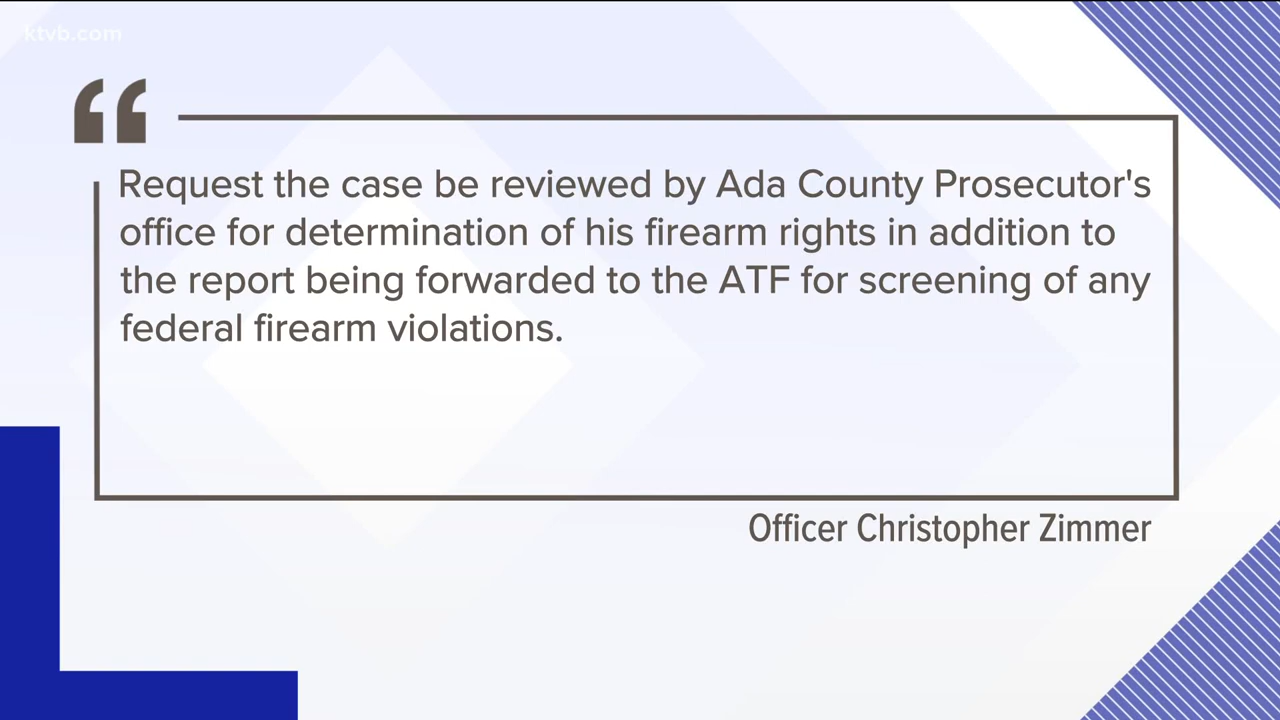 ktvb.com
“
Request the case be reviewed by Ada County Prosecutor's
office for determination of his firearm rights in addition to
the report being forwarded to the ATF for screening of any
federal firearm violations.
Officer Christopher Zimmer